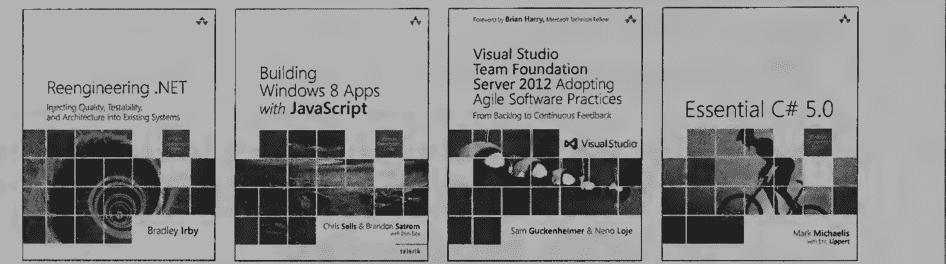 Reengineering .NET
Injecting Quality, Testability,
and Architecture into Existing Systems
Bradley Irby
Building
Windows 8 Apps
with JavaScript
Chris Sells & Brandon Satrom
with Don Box
telerik
Foreword by Brian Harry, Microsoft Technical Fellow
Visual Studio
Team Foundation
Server 2012 Adopting
Agile Software Practices
From Backlog to Continuous Feedback
Visual Studio
Sam Guckenheimer & Neno Loje
Essential C# 5.0
Mark Michaelis
with Eric Lippert